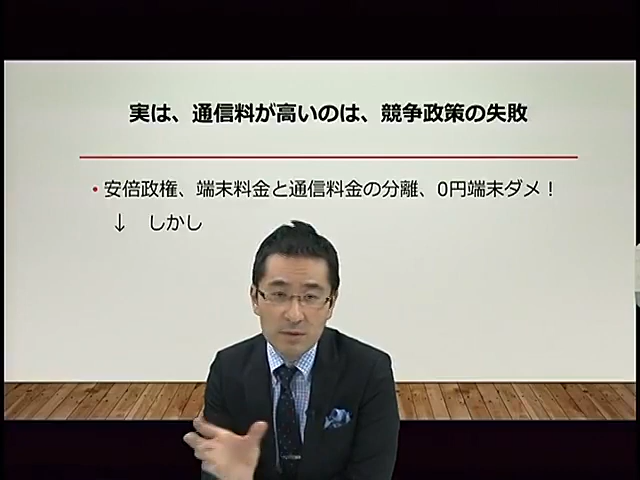 実は、通信料が高いのは、競争政策の失敗
・安倍政権、端末料金と通信料金の分離、0円端末ダメ！
↓　しかし